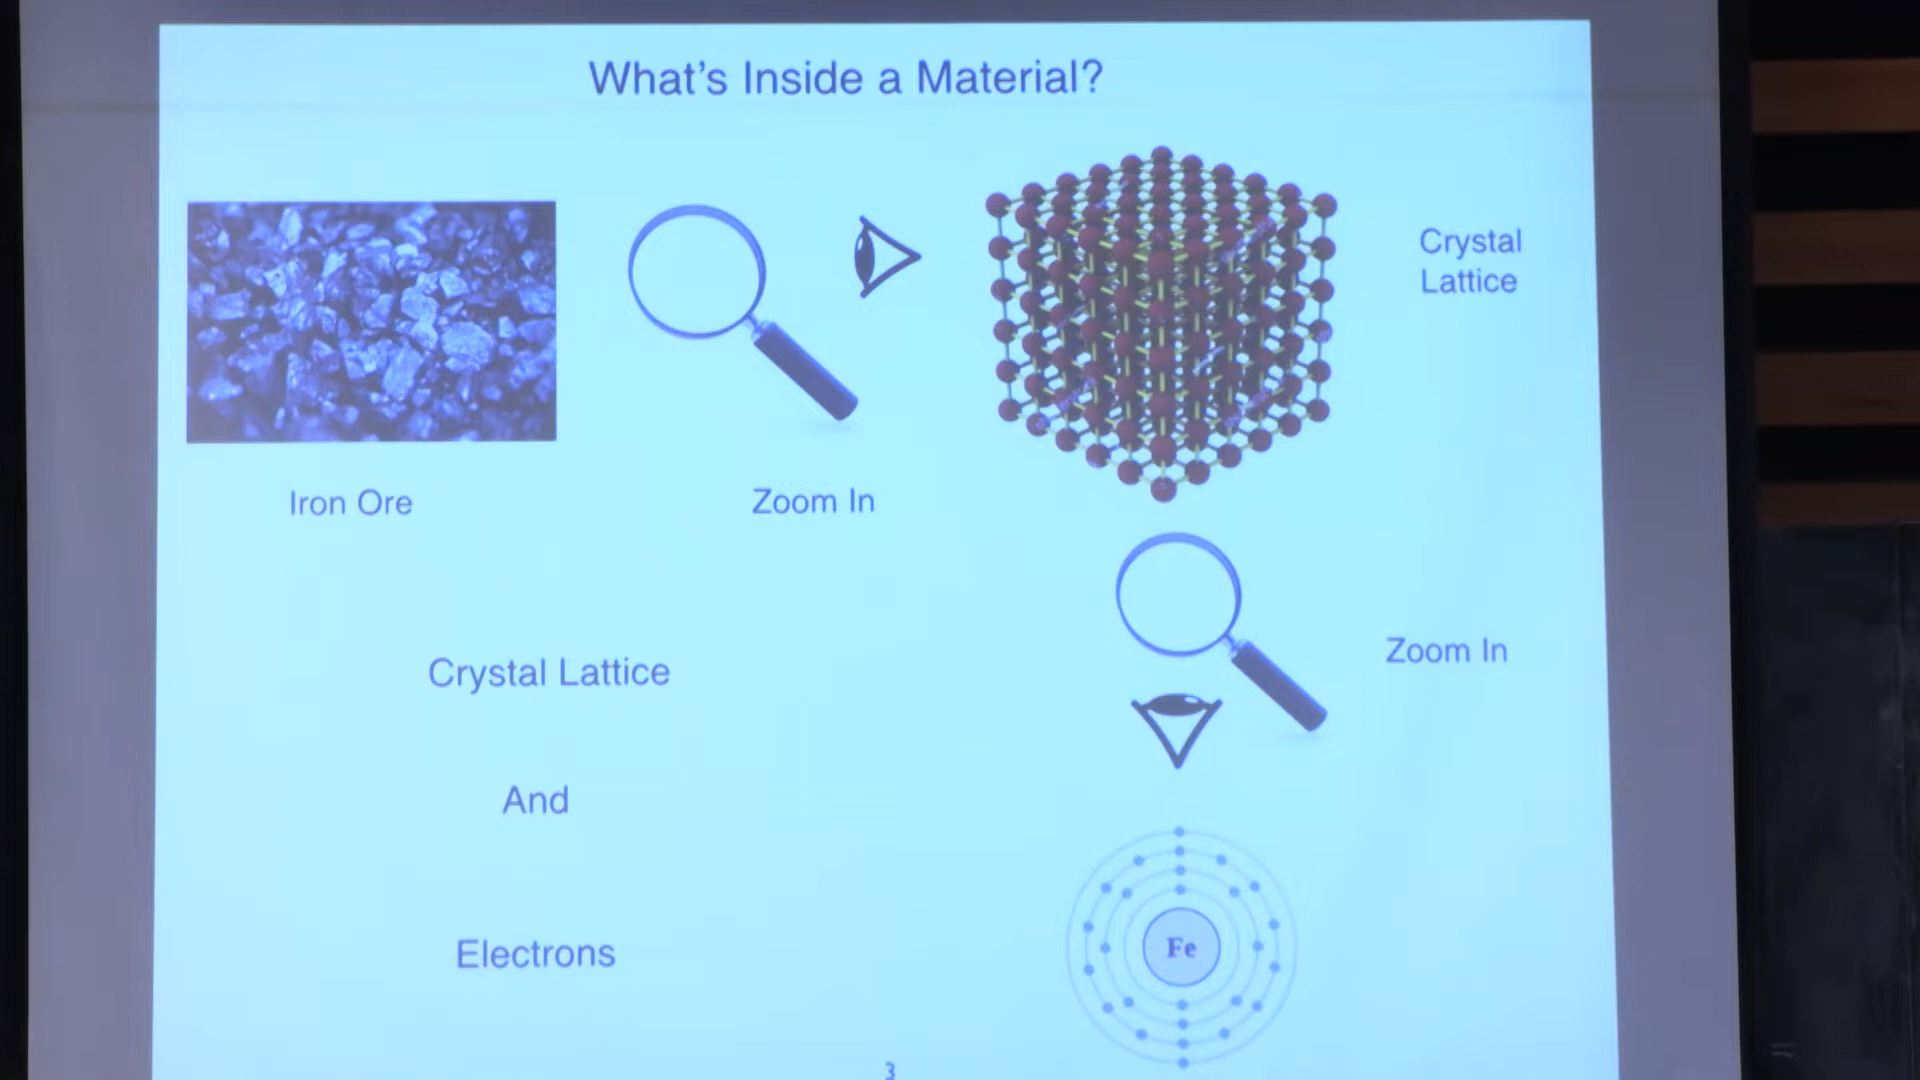 What's Inside a Material?
Crystal
Lattice
Iron Ore
Zoom In
Zoom In
Crystal Lattice
And
Electrons
Fe
3